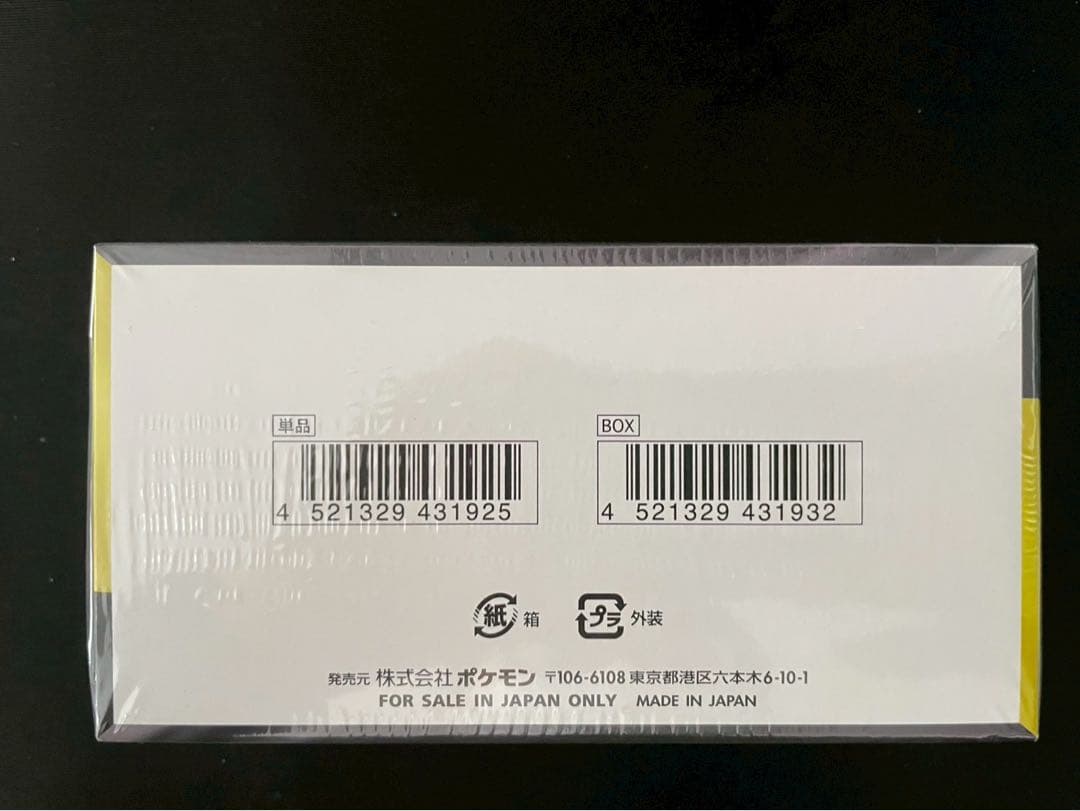 単品
BOX
4 521329 431925
4 521329 431932
紙 箱
プラ 外装
発売元 株式会社 ポケモン 〒106-6108 東京都港区六本木6-10-1
FOR SALE IN JAPAN ONLY MADE IN JAPAN